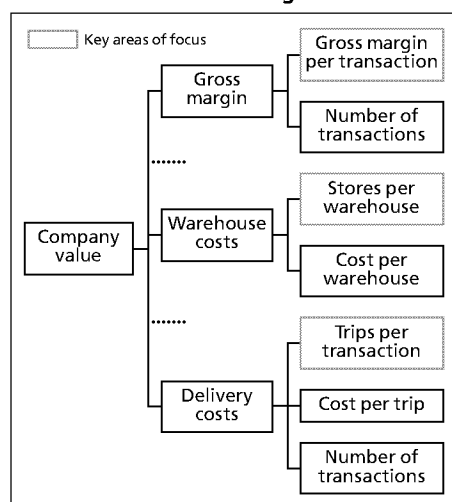 Key areas of focus
Gross margin
per transaction
Gross
margin
Number of
transactions
Stores per
warehouse
Warehouse
costs
Company
value
Cost per
warehouse
Trips per
transaction
Delivery
costs
Cost per trip
Number of
transactions